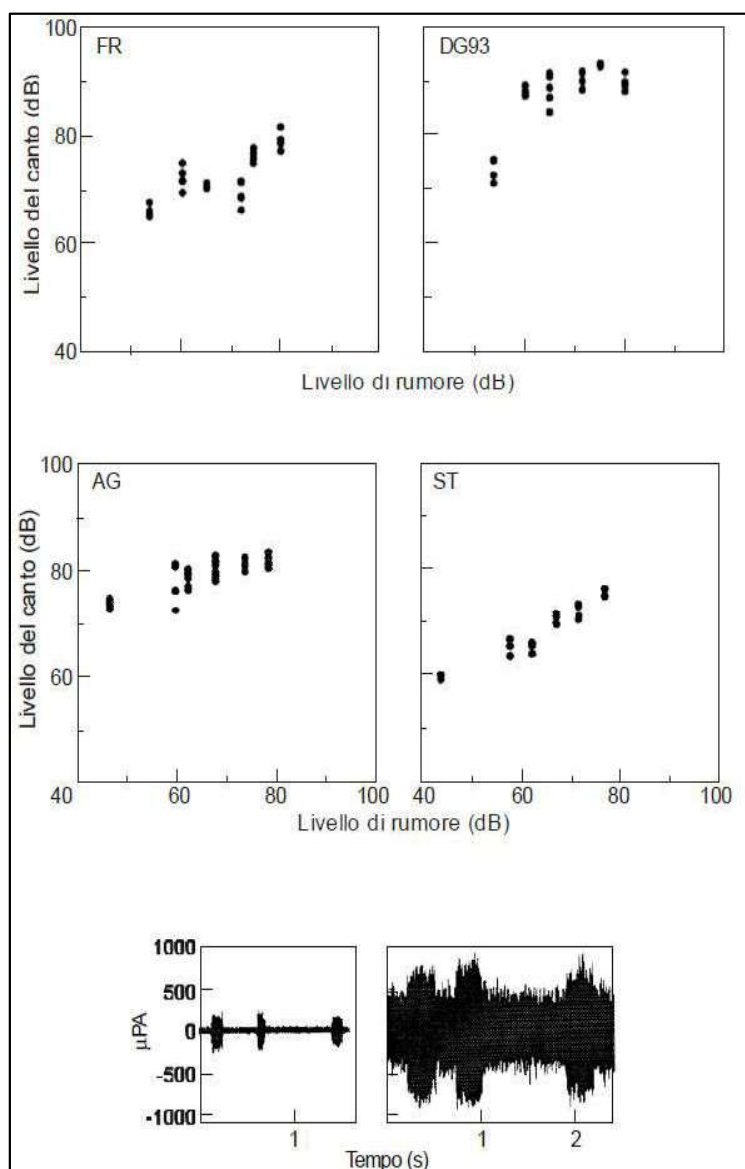 FR
DG93
100
80
60
40
Livello del canto (dB)
Livello di rumore (dB)
AG
ST
100
80
60
40
Livello del canto (dB)
40 60 80 100
40 60 80 100
Livello di rumore (dB)
1000
500
0
-500
-1000
µPA
1
1 2
Tempo (s)